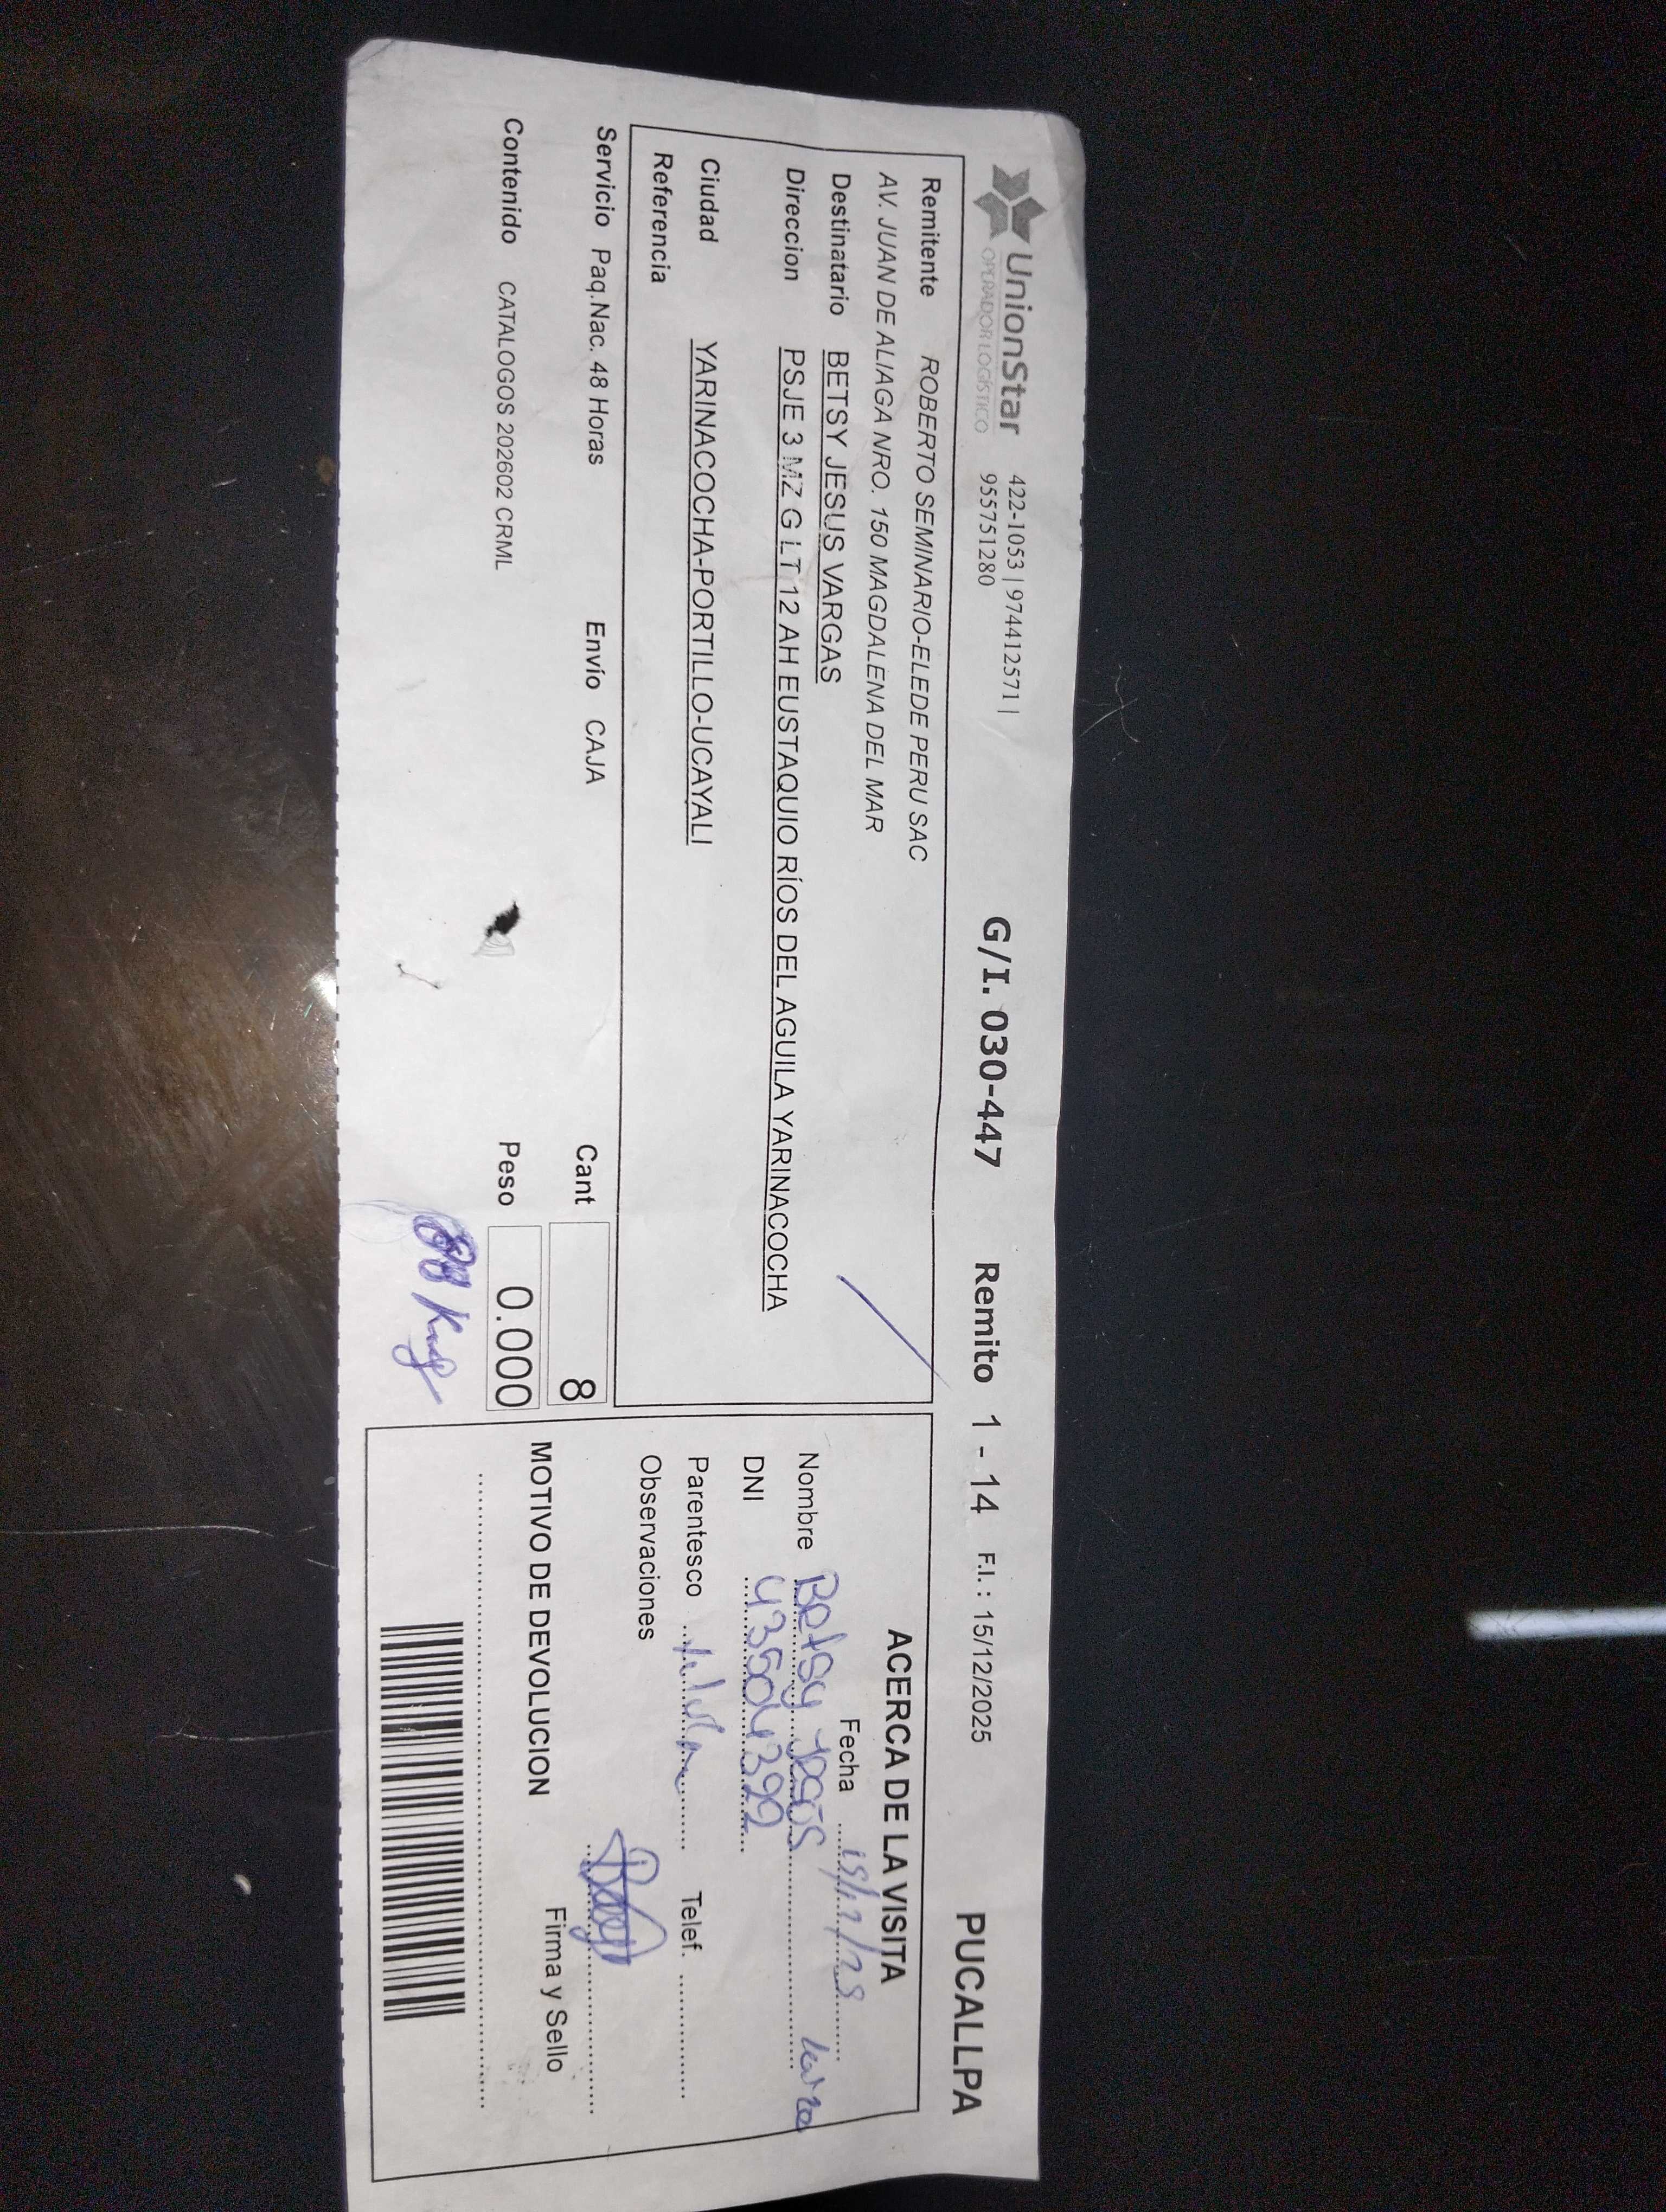 UnionStar
OPERADOR LOGÍSTICO
422-1053 | 974412571 |
955751280
G/I. 030-447 Remito 1 - 14 F.I.: 15/12/2025 PUCALLPA
Remitente ROBERTO SEMINARIO-ELEDE PERU SAC
AV. JUAN DE ALIAGA NRO. 150 MAGDALENA DEL MAR
Destinatario BETSY JESUS VARGAS
Direccion PSJE 3 MZ G LT 12 AH EUSTAQUIO RÍOS DEL AGUILA YARINACOCHA
Ciudad YARINACOCHA-PORTILLO-UCAYALI
Referencia
Servicio Paq.Nac. 48 Horas Envío CAJA Cant 8
Contenido CATALOGOS 202602 CRML Peso 0.000
ACERCA DE LA VISITA
Fecha
Nombre Betsy Jesús
DNI 43504392
Parentesco Telef.
Observaciones
Firma y Sello
MOTIVO DE DEVOLUCION